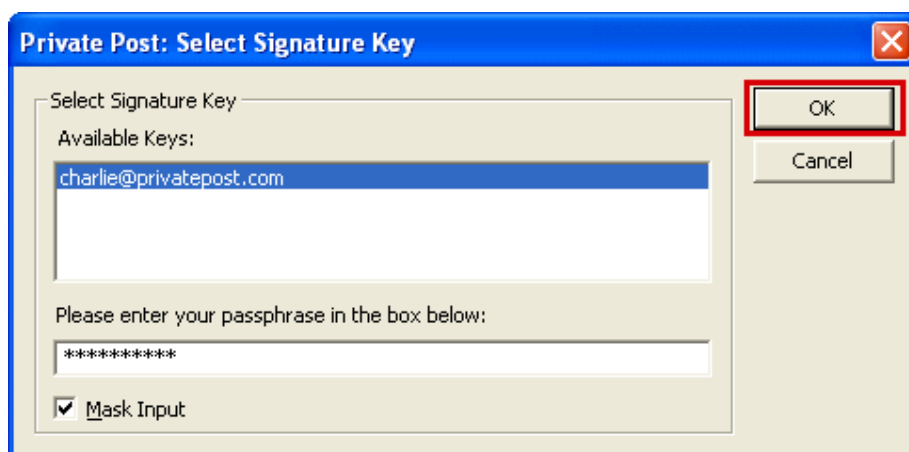 Private Post: Select Signature Key
Select Signature Key
OK
Available Keys:
Cancel
charlie@privatepost.com
Please enter your passphrase in the box below:
**********
Mask Input